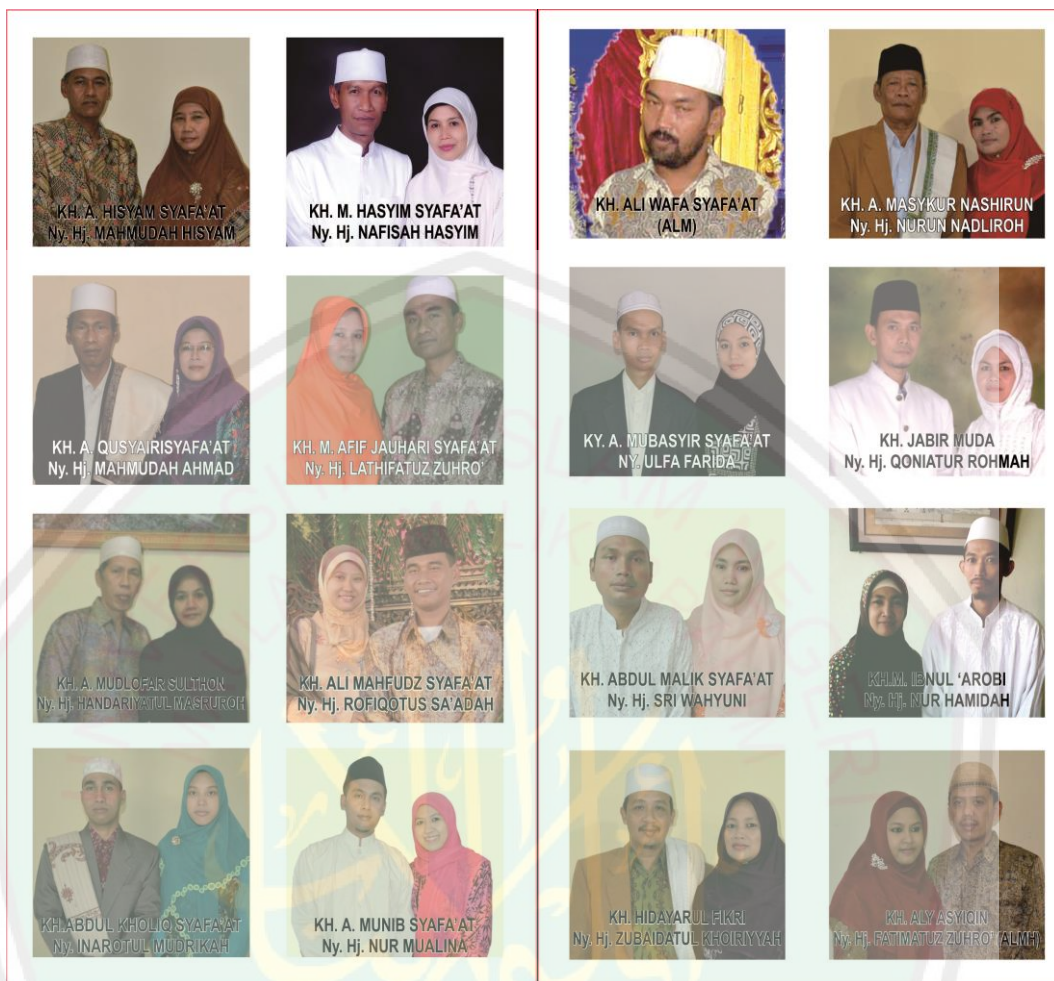 KH. A. HISYAM SYAFA'AT
Ny. Hj. MAHMUDAH HISYAM
KH. M. HASYIM SYAFA'AT
Ny. Hj. NAFISAH HASYIM
KH. ALI WAFA SYAFA'AT
(ALM)
KH. A. MASYKUR NASHIRUN
Ny. Hj. NURUN NADLIROH
KH. A. QUSYAIRISYAFA'AT
Ny. Hj. MAHMUDAH AHMAD
KH. M. AFIF JAUHARI SYAFA'AT
Ny. Hj. LATHIFATUZ ZUHRO'
KY. A. MUBASYIR SYAFA'AT
NY. ULFA FARIDA
KH. JABIR MUDA
Ny. Hj. QONIATUR ROHMAH
KH. A. MUDLOFAR SULTHON
Ny. Hj. HANDARIYATUL MASRUROH
KH. ALI MAHFUDZ SYAFA'AT
Ny. Hj. ROFIQOTUS SA'ADAH
KH. ABDUL MALIK SYAFA'AT
Ny. Hj. SRI WAHYUNI
KH.M. IBNUL 'AROBI
Ny. Hj. NUR HAMIDAH
KH.ABDUL KHOLIQ SYAFA'AT
Ny. INAROTUL MUDRIKAH
KH. A. MUNIB SYAFA'AT
Ny. Hj. NUR MUALINA
KH. HIDAYARUL FIKRI
Ny. Hj. ZUBAIDATUL KHOIRIYYAH
KH. ALY ASYIQIN
Ny. Hj. FATIMATUZ ZUHRO' (ALMH)